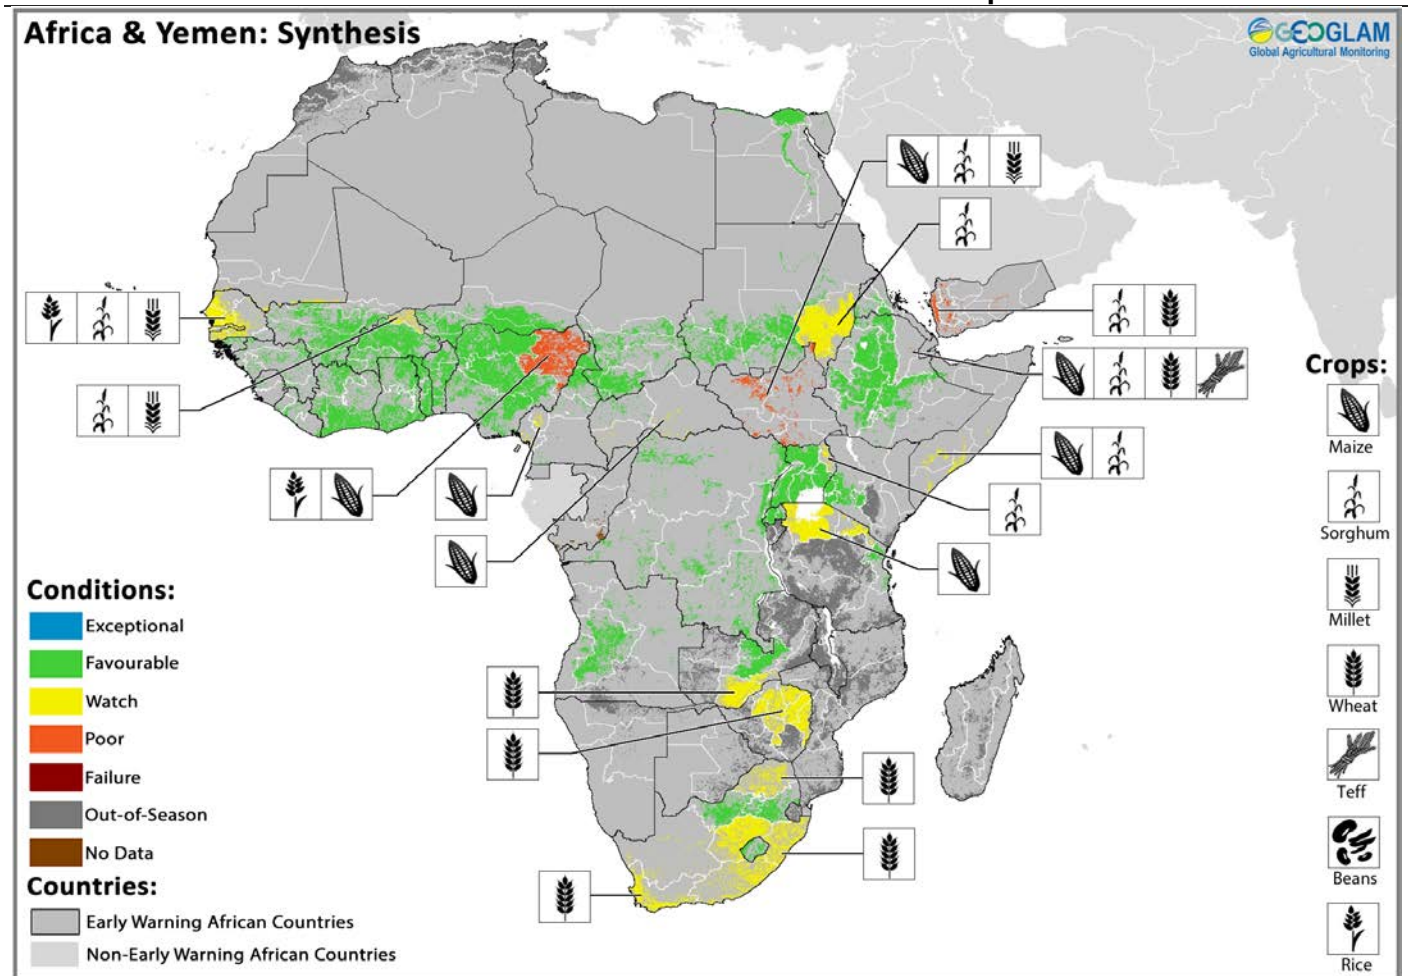 Africa & Yemen: Synthesis
GEOGLAM
Global Agricultural Monitoring
Crops:
Maize
Sorghum
Millet
Wheat
Teff
Beans
Rice
Conditions:
Exceptional
Favourable
Watch
Poor
Failure
Out-of-Season
No Data
Countries:
Early Warning African Countries
Non-Early Warning African Countries